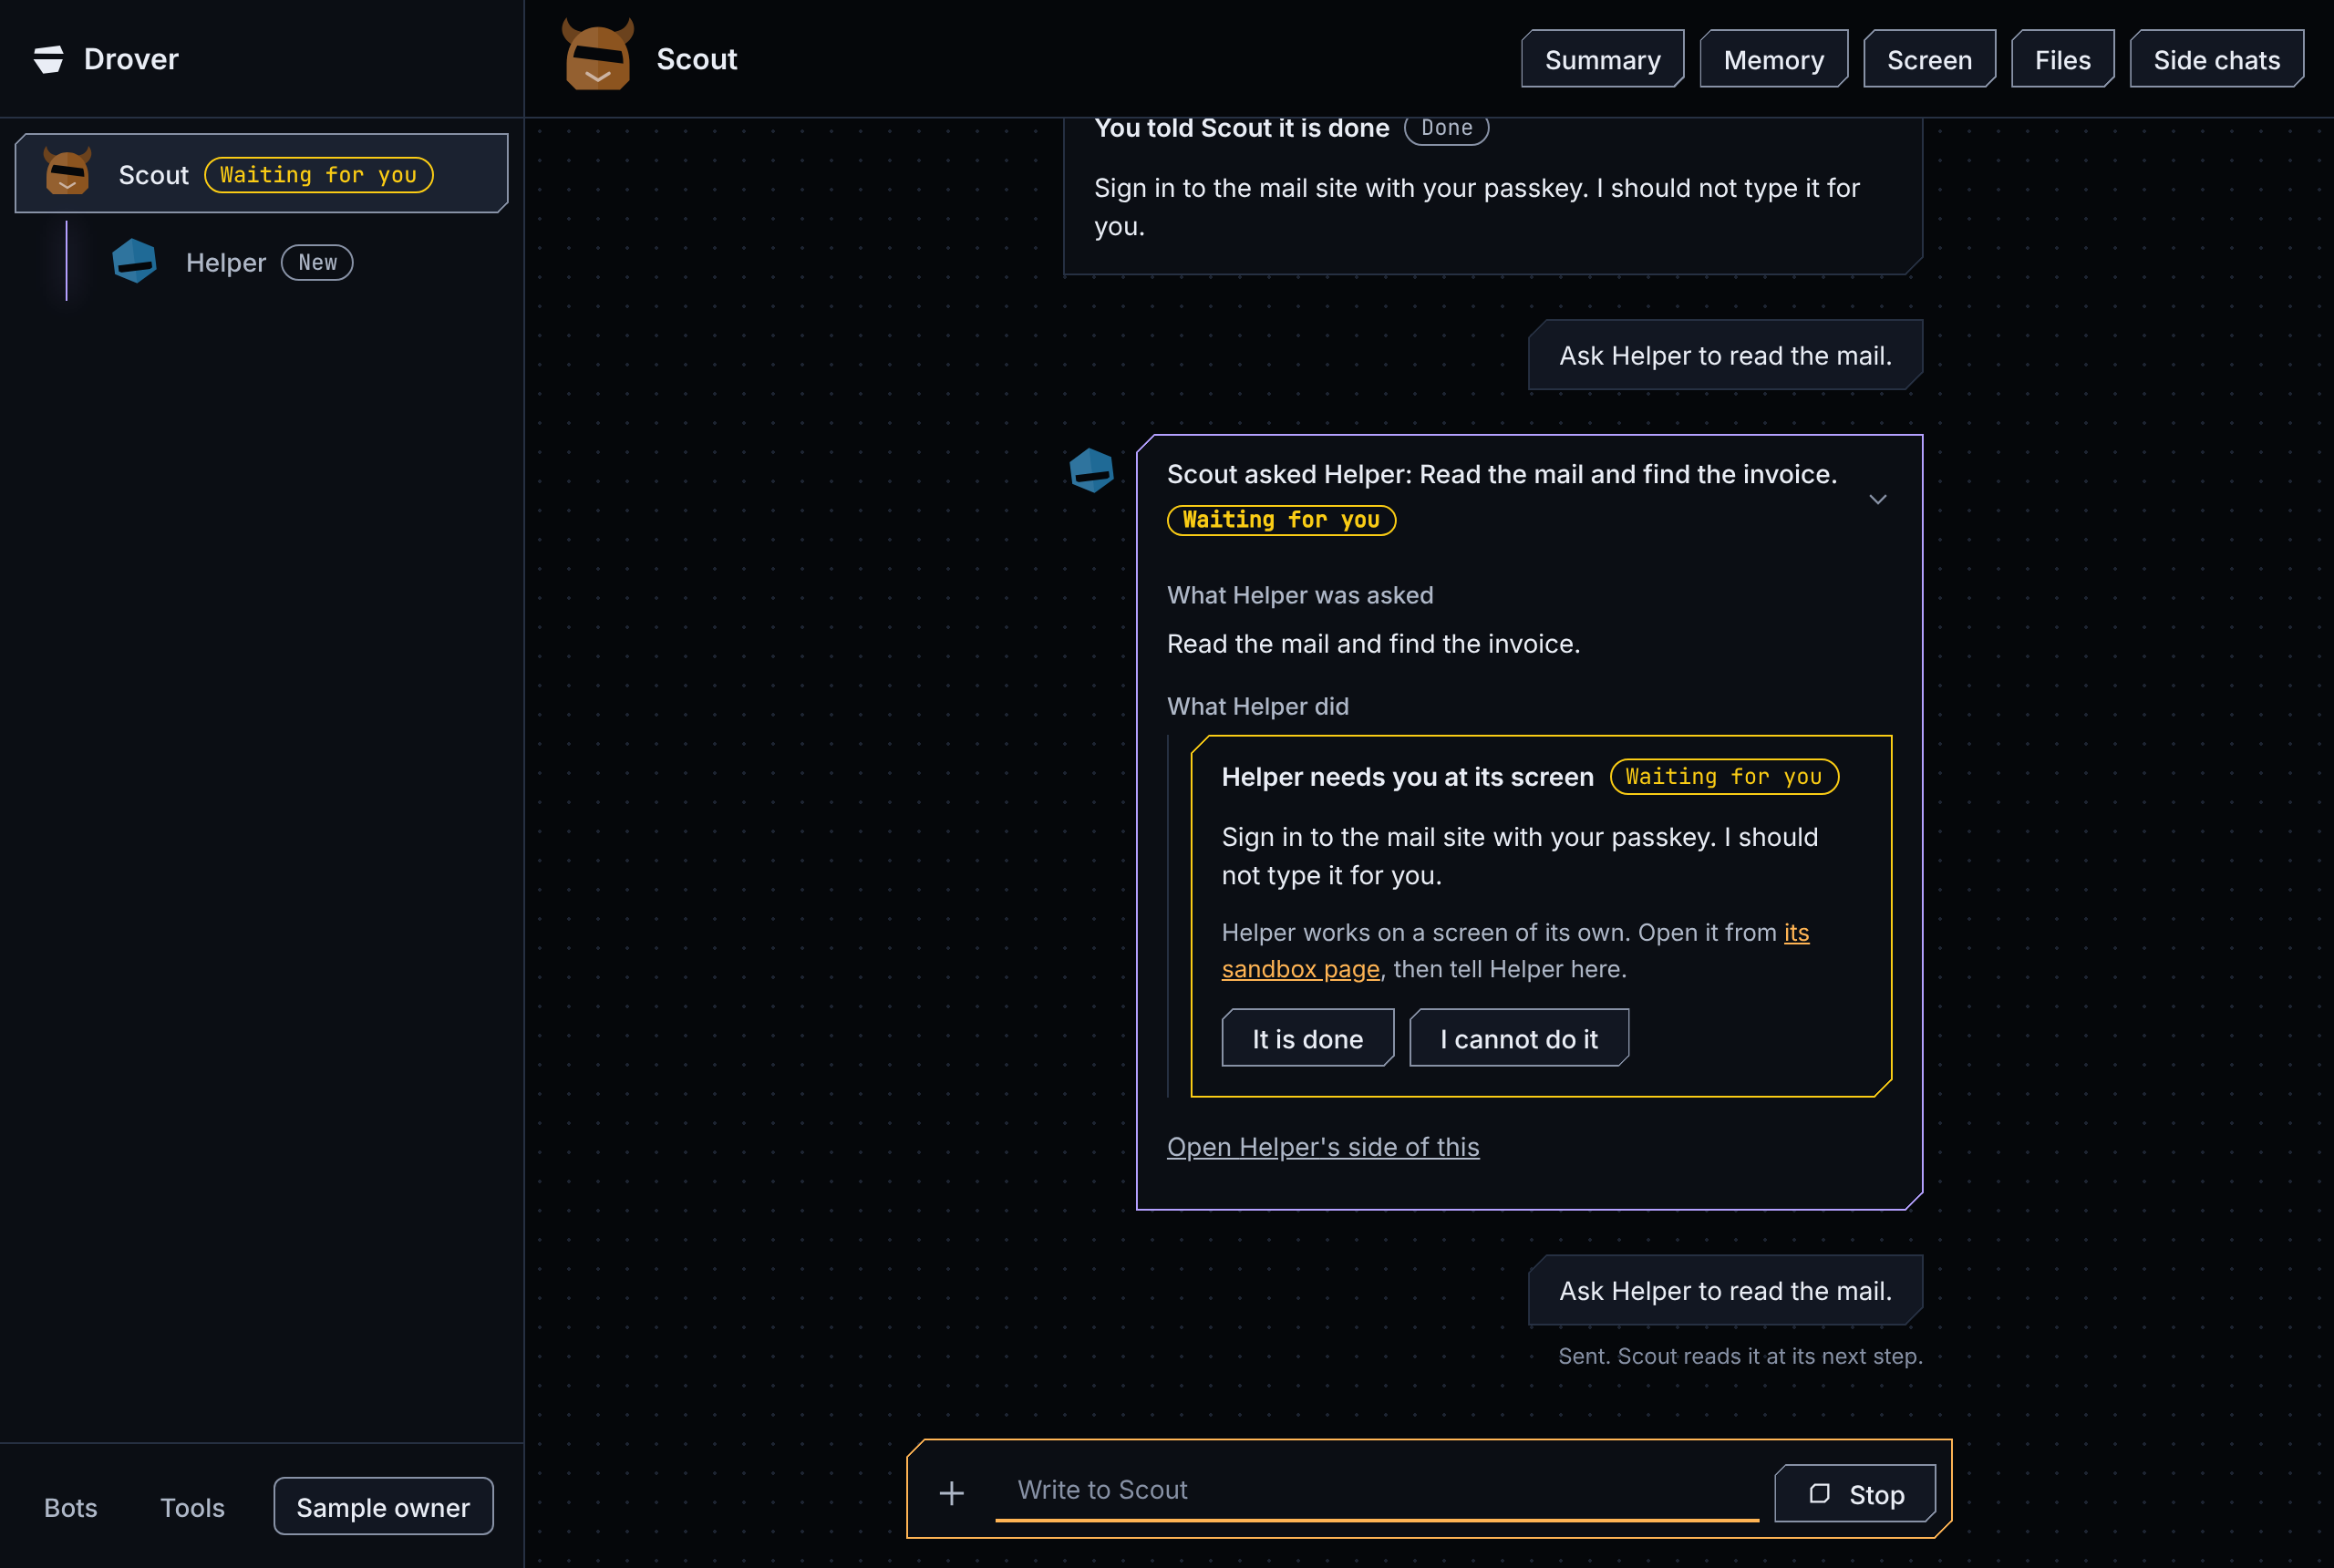 Drover
Scout
Summary
Memory
Screen
Files
Side chats
Scout
Waiting for you
Helper
New
You told Scout it is done
Done
Sign in to the mail site with your passkey. I should not type it for
you.
Ask Helper to read the mail.
Scout asked Helper: Read the mail and find the invoice.
Waiting for you
What Helper was asked
Read the mail and find the invoice.
What Helper did
Helper needs you at its screen
Waiting for you
Sign in to the mail site with your passkey. I should
not type it for you.
Helper works on a screen of its own. Open it from its
sandbox page, then tell Helper here.
It is done
I cannot do it
Open Helper's side of this
Ask Helper to read the mail.
Sent. Scout reads it at its next step.
Write to Scout
Stop
Bots
Tools
Sample owner